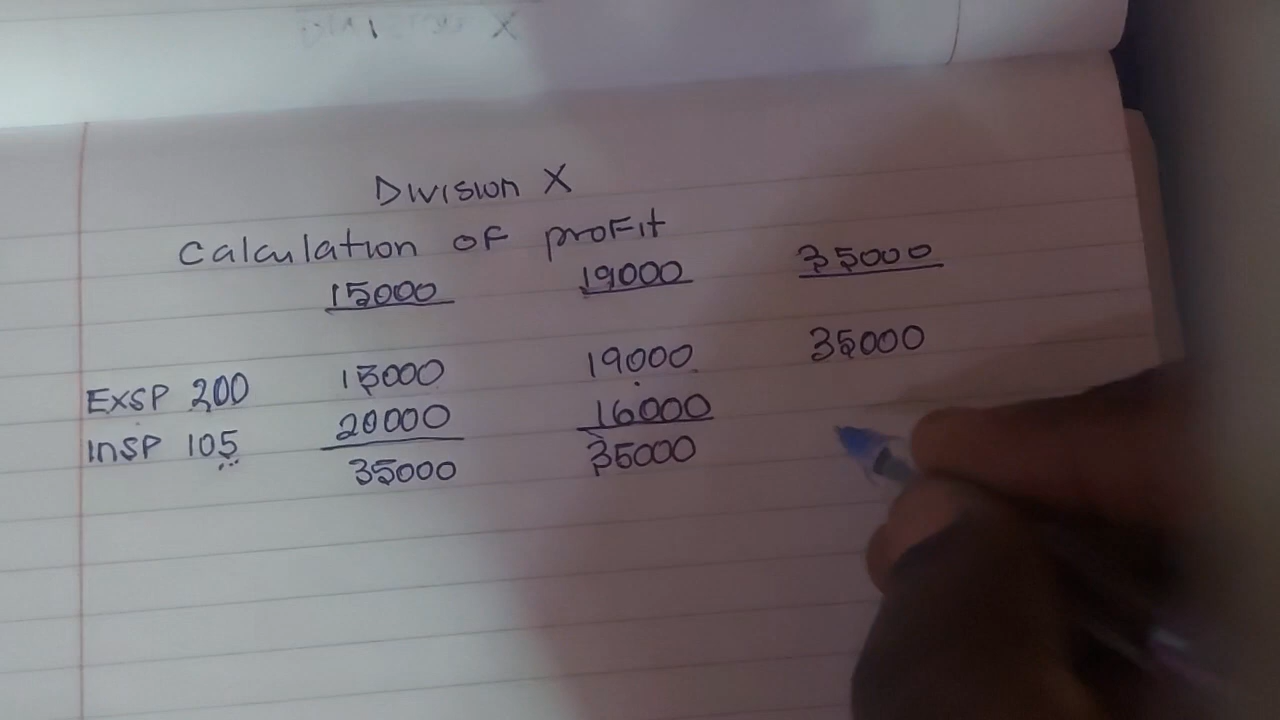 Division X
Calculation of profit
15000 19000 35000
EXSP 200 15000 19000 35000
INSP 105 20000 16000
35000 35000